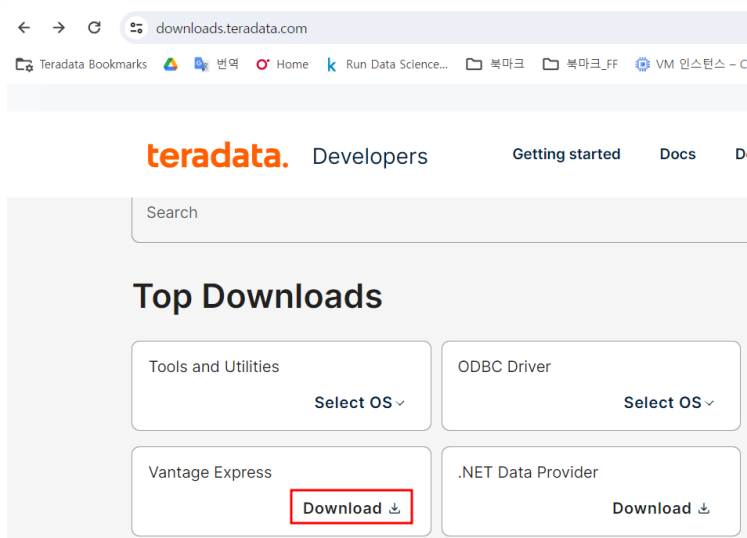 downloads.teradata.com
Teradata Bookmarks 번역 Home Run Data Science... 북마크 북마크_FF VM 인스턴스 – C
teradata. Developers Getting started Docs
Search
Top Downloads
Tools and Utilities ODBC Driver
Select OS Select OS
Vantage Express .NET Data Provider
Download Download